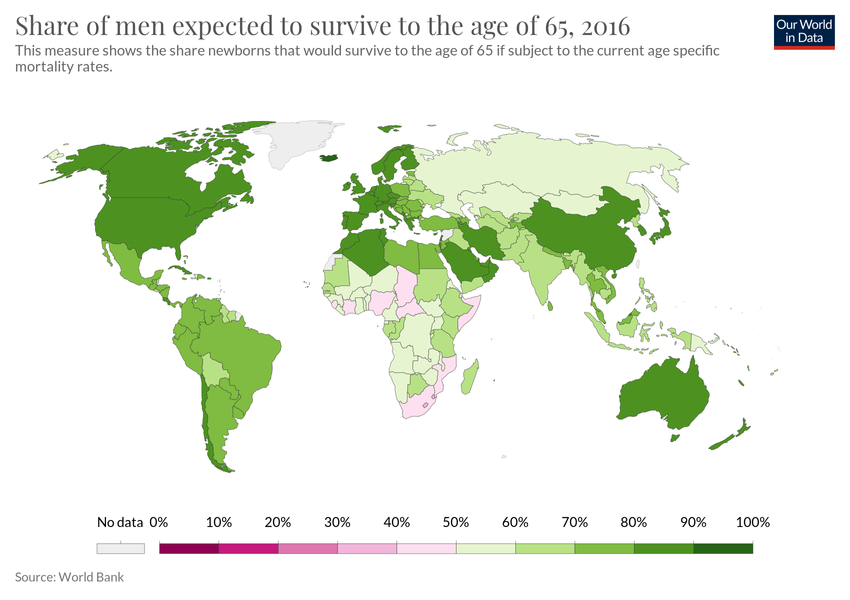 Share of men expected to survive to the age of 65, 2016
Our World
in Data
This measure shows the share newborns that would survive to the age of 65 if subject to the current age specific
mortality rates.
No data 0% 10% 20% 30% 40% 50% 60% 70% 80% 90% 100%
Source: World Bank